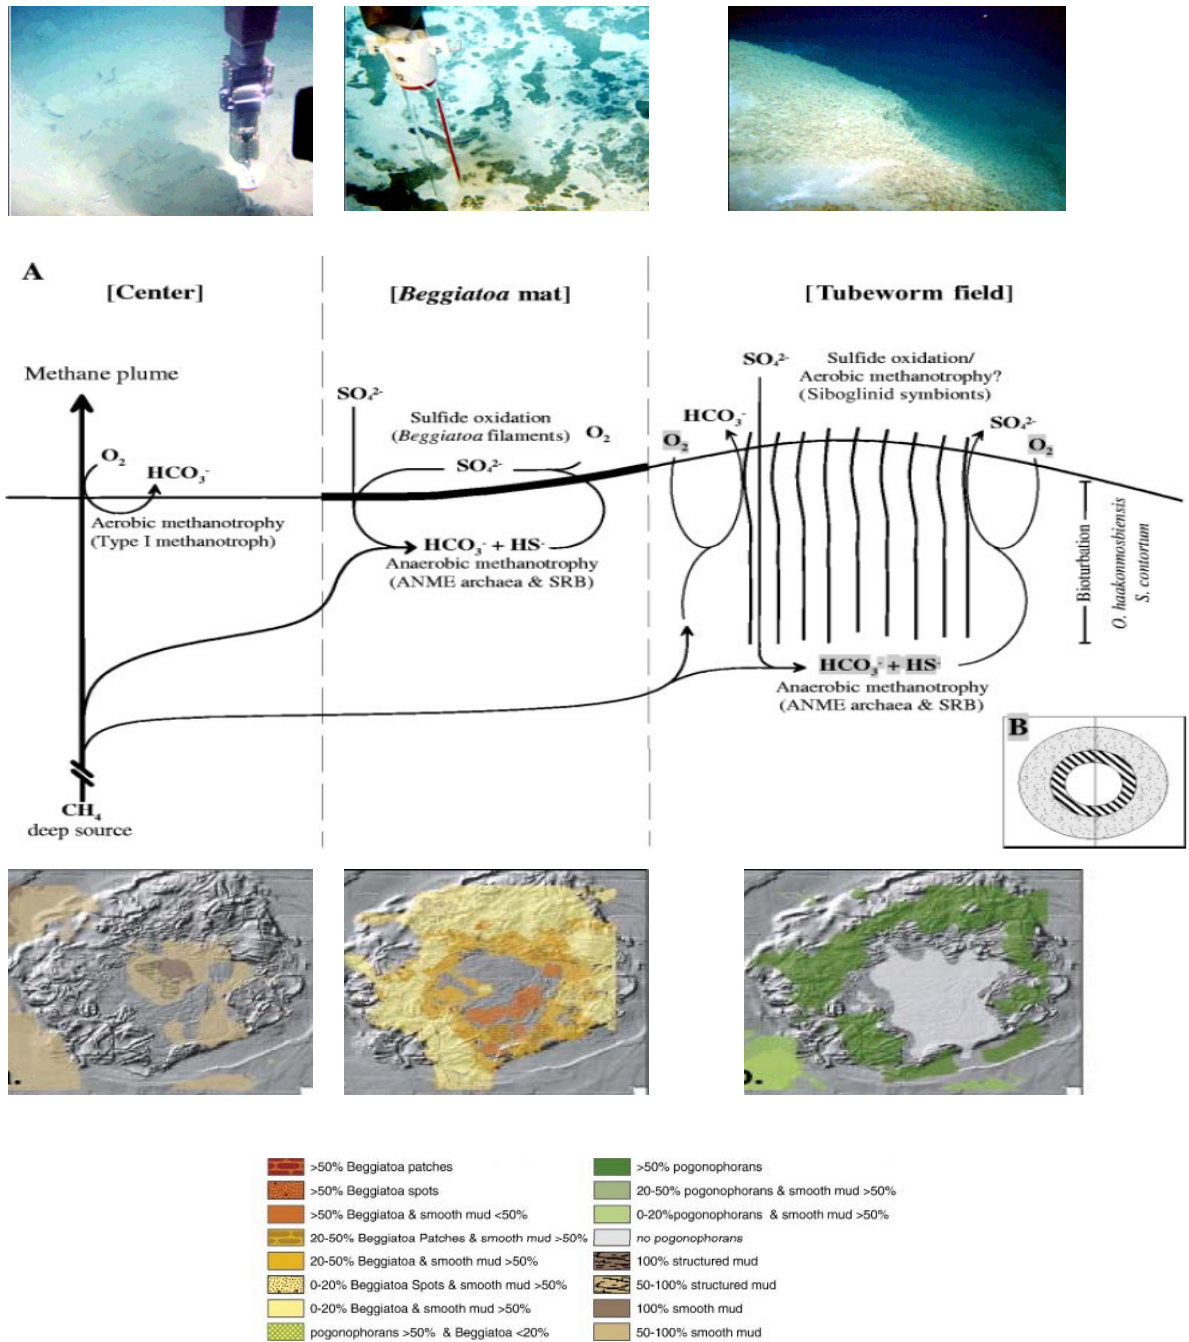 A
[Center]
[Beggiatoa mat]
[Tubeworm field]
Methane plume
O₂
HCO₃⁻
Aerobic methanotrophy
(Type I methanotroph)
CH₄
deep source
SO₄²⁻
Sulfide oxidation
(Beggiatoa filaments)
O₂
SO₄²⁻
HCO₃⁻ + HS⁻
Anaerobic methanotrophy
(ANME archaea & SRB)
SO₄²⁻
Sulfide oxidation/
Aerobic methanotrophy?
(Siboglinid symbionts)
HCO₃⁻
SO₄²⁻
O₂
O₂
Bioturbation
O. haakonmosbiensis
S. contortum
HCO₃⁻ + HS⁻
Anaerobic methanotrophy
(ANME archaea & SRB)
B
>50% Beggiatoa patches
>50% Beggiatoa spots
>50% Beggiatoa & smooth mud <50%
20-50% Beggiatoa Patches & smooth mud >50%
20-50% Beggiatoa & smooth mud >50%
0-20% Beggiatoa Spots & smooth mud >50%
0-20% Beggiatoa & smooth mud >50%
pogonophorans >50% & Beggiatoa <20%
>50% pogonophorans
20-50% pogonophorans & smooth mud >50%
0-20%pogonophorans & smooth mud >50%
no pogonophorans
100% structured mud
50-100% structured mud
100% smooth mud
50-100% smooth mud